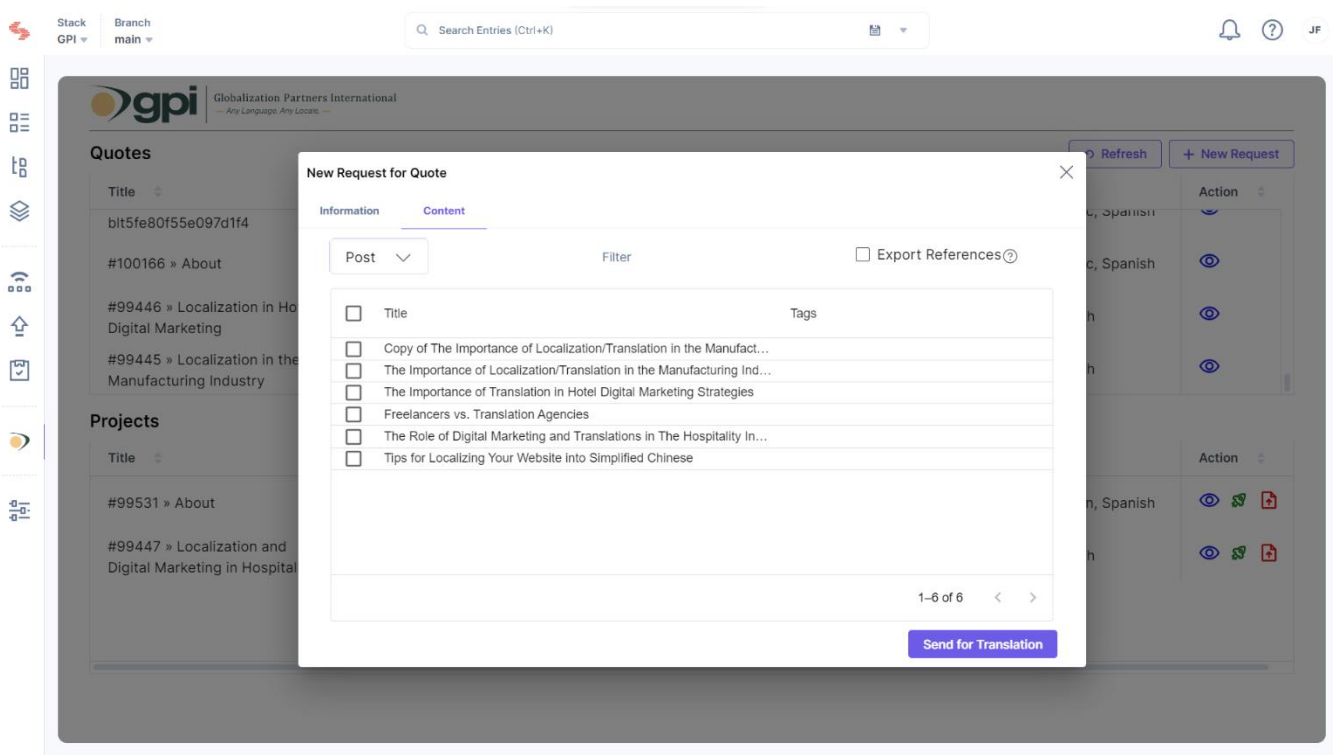 Stack
GPI
Branch
main
Search Entries (Ctrl+K)
JF
gpi
Globalization Partners International
— Any Language. Any Locale. —
Quotes
Refresh
+ New Request
Title
Action
blt5fe80f55e097d1f4
c, Spanish
#100166 » About
c, Spanish
#99446 » Localization in Ho
Digital Marketing
h
#99445 » Localization in the
Manufacturing Industry
h
Projects
Title
Action
#99531 » About
n, Spanish
#99447 » Localization and
Digital Marketing in Hospital
h
New Request for Quote
Information
Content
Post
Filter
Export References
Title
Tags
Copy of The Importance of Localization/Translation in the Manufact...
The Importance of Localization/Translation in the Manufacturing Ind...
The Importance of Translation in Hotel Digital Marketing Strategies
Freelancers vs. Translation Agencies
The Role of Digital Marketing and Translations in The Hospitality In...
Tips for Localizing Your Website into Simplified Chinese
1–6 of 6
Send for Translation